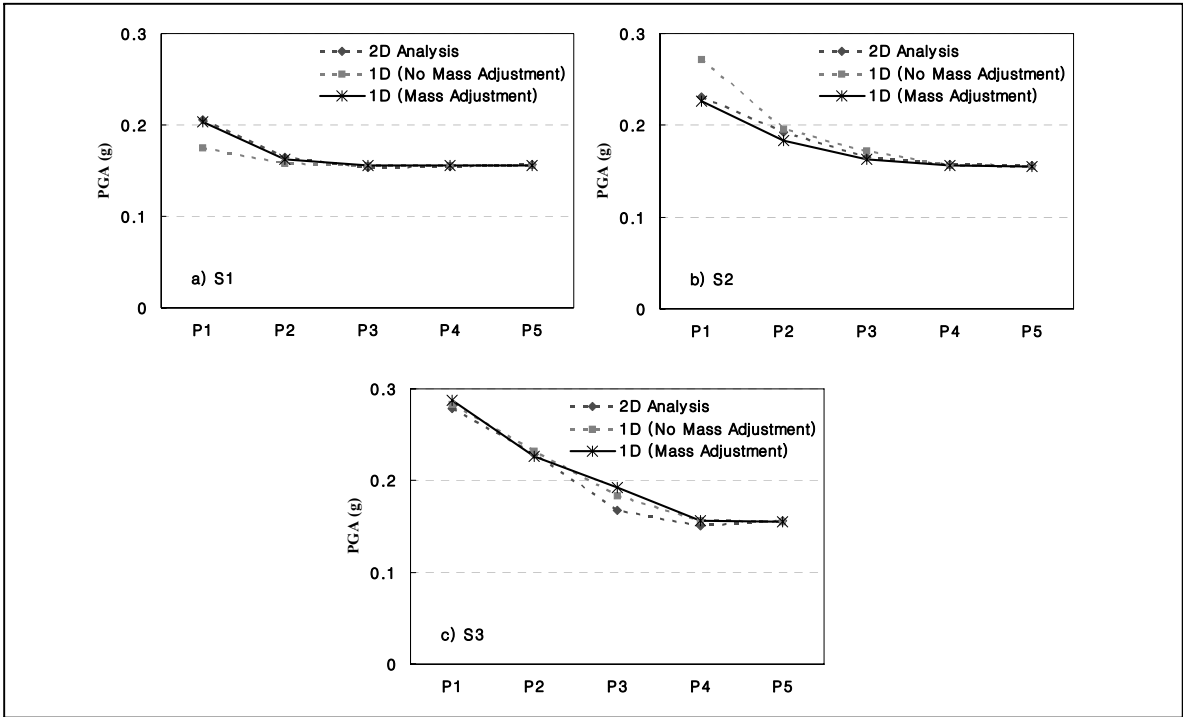 0.3
0.2
0.1
0
PGA (g)
2D Analysis
1D (No Mass Adjustment)
1D (Mass Adjustment)
a) S1
P1 P2 P3 P4 P5
0.3
0.2
0.1
0
PGA (g)
2D Analysis
1D (No Mass Adjustment)
1D (Mass Adjustment)
b) S2
P1 P2 P3 P4 P5
0.3
0.2
0.1
0
PGA (g)
2D Analysis
1D (No Mass Adjustment)
1D (Mass Adjustment)
c) S3
P1 P2 P3 P4 P5